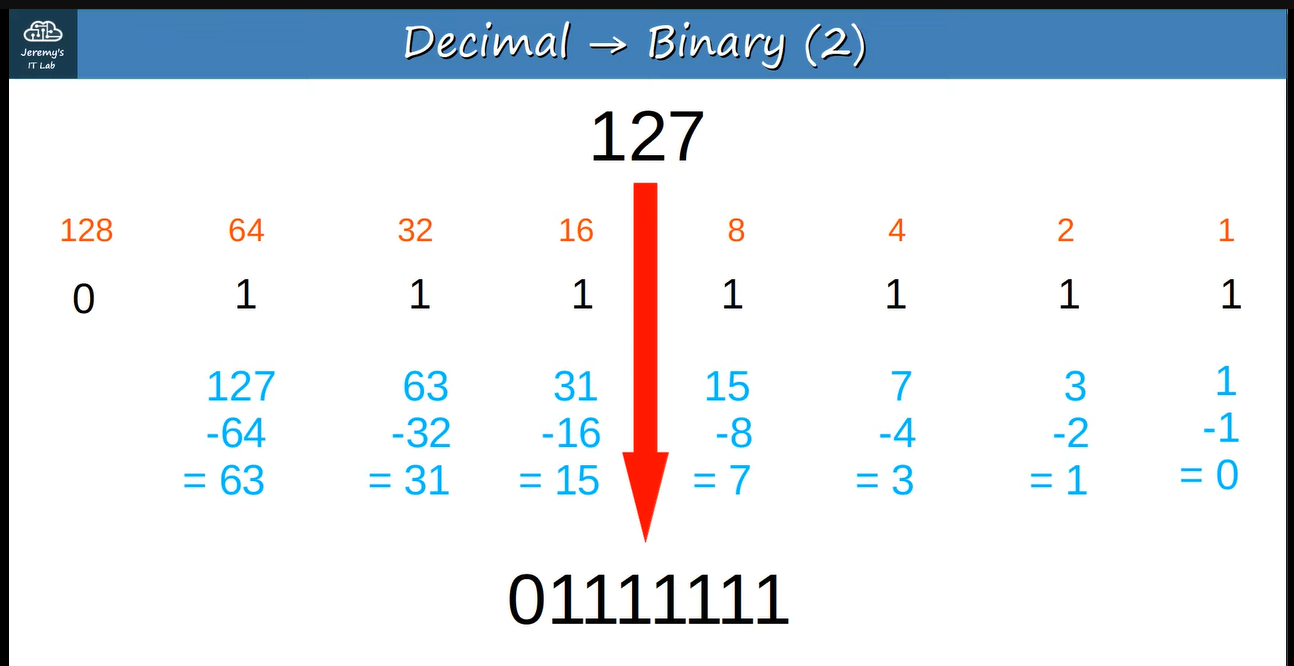 Jeremy's
IT Lab
Decimal → Binary (2)
127
128 64 32 16 8 4 2 1
0 1 1 1 1 1 1 1
127 63 31 15 7 3 1
-64 -32 -16 -8 -4 -2 -1
= 63 = 31 = 15 = 7 = 3 = 1 = 0
01111111